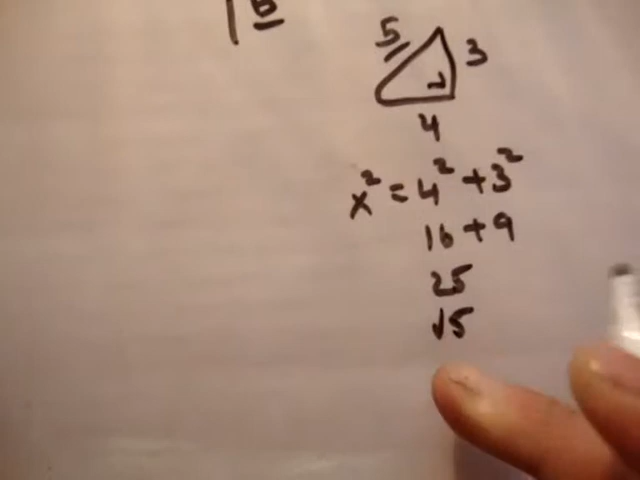 5
3
4
x² = 4² + 3²
16 + 9
25
√5